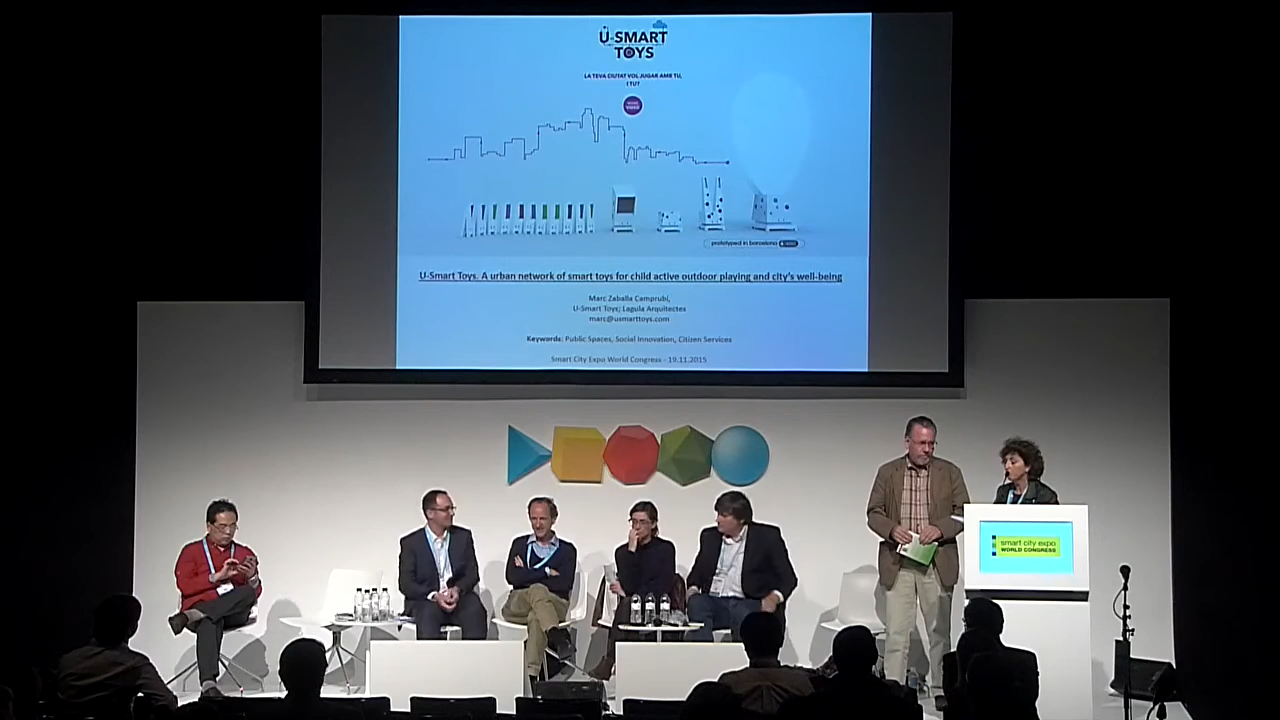 U-SMART
TOYS
LA TEVA CIUTAT VOL JUGAR AMB TU,
I TU?
prototyped in barcelona
U-Smart Toys. A urban network of smart toys for child active outdoor playing and city's well-being
Marc Zaballa Camprubí,
U-Smart Toys; Lagula Arquitectes
marc@usmarttoys.com
Keywords: Public Spaces, Social Innovation, Citizen Services
Smart City Expo World Congress - 19.11.2015
smart city expo
WORLD CONGRESS